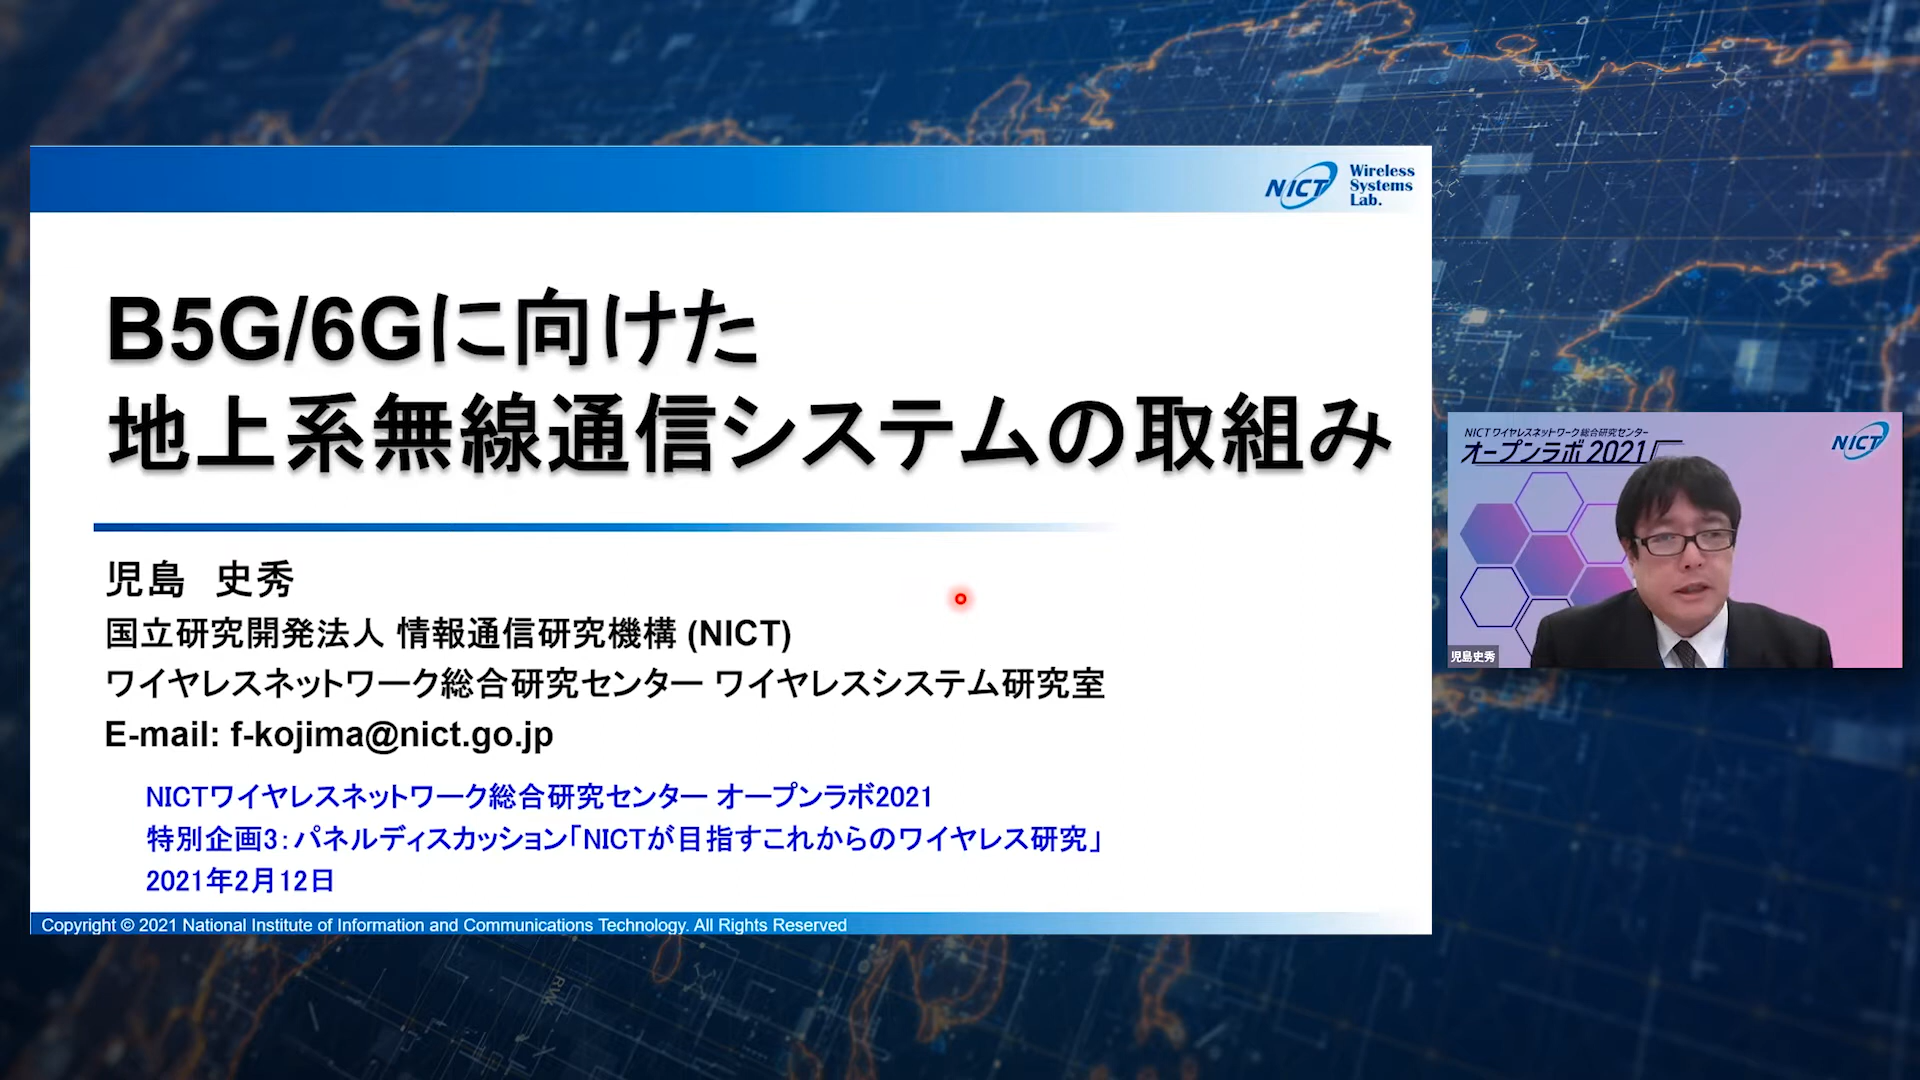 NICT Wireless
Systems
Lab.
B5G/6Gに向けた
地上系無線通信システムの取組み
児島　史秀
国立研究開発法人 情報通信研究機構 (NICT)
ワイヤレスネットワーク総合研究センター ワイヤレスシステム研究室
E-mail: f-kojima@nict.go.jp
NICTワイヤレスネットワーク総合研究センター オープンラボ2021
特別企画3：パネルディスカッション「NICTが目指すこれからのワイヤレス研究」
2021年2月12日
Copyright © 2021 National Institute of Information and Communications Technology. All Rights Reserved
NICT ワイヤレスネットワーク総合研究センター
オープンラボ 2021
NICT
児島史秀